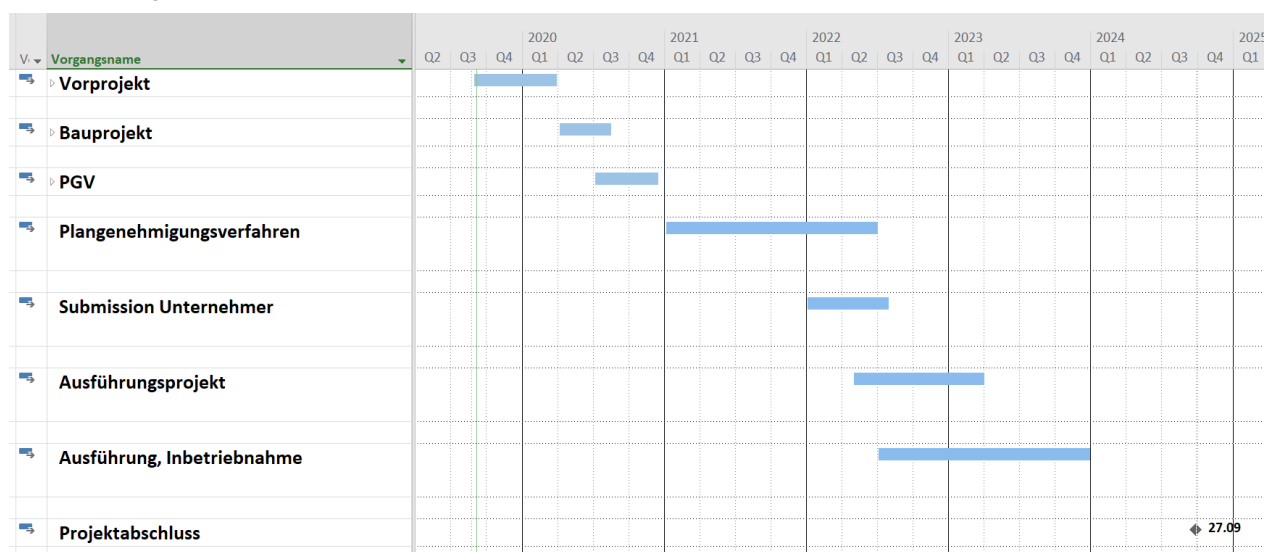 2020 2021 2022 2023 2024 2025
Vorgangsname Q2 Q3 Q4 Q1 Q2 Q3 Q4 Q1 Q2 Q3 Q4 Q1 Q2 Q3 Q4 Q1 Q2 Q3 Q4 Q1 Q2 Q3 Q4 Q1
Vorprojekt
Bauprojekt
PGV
Plangenehmigungsverfahren
Submission Unternehmer
Ausführungsprojekt
Ausführung, Inbetriebnahme
Projektabschluss 27.09